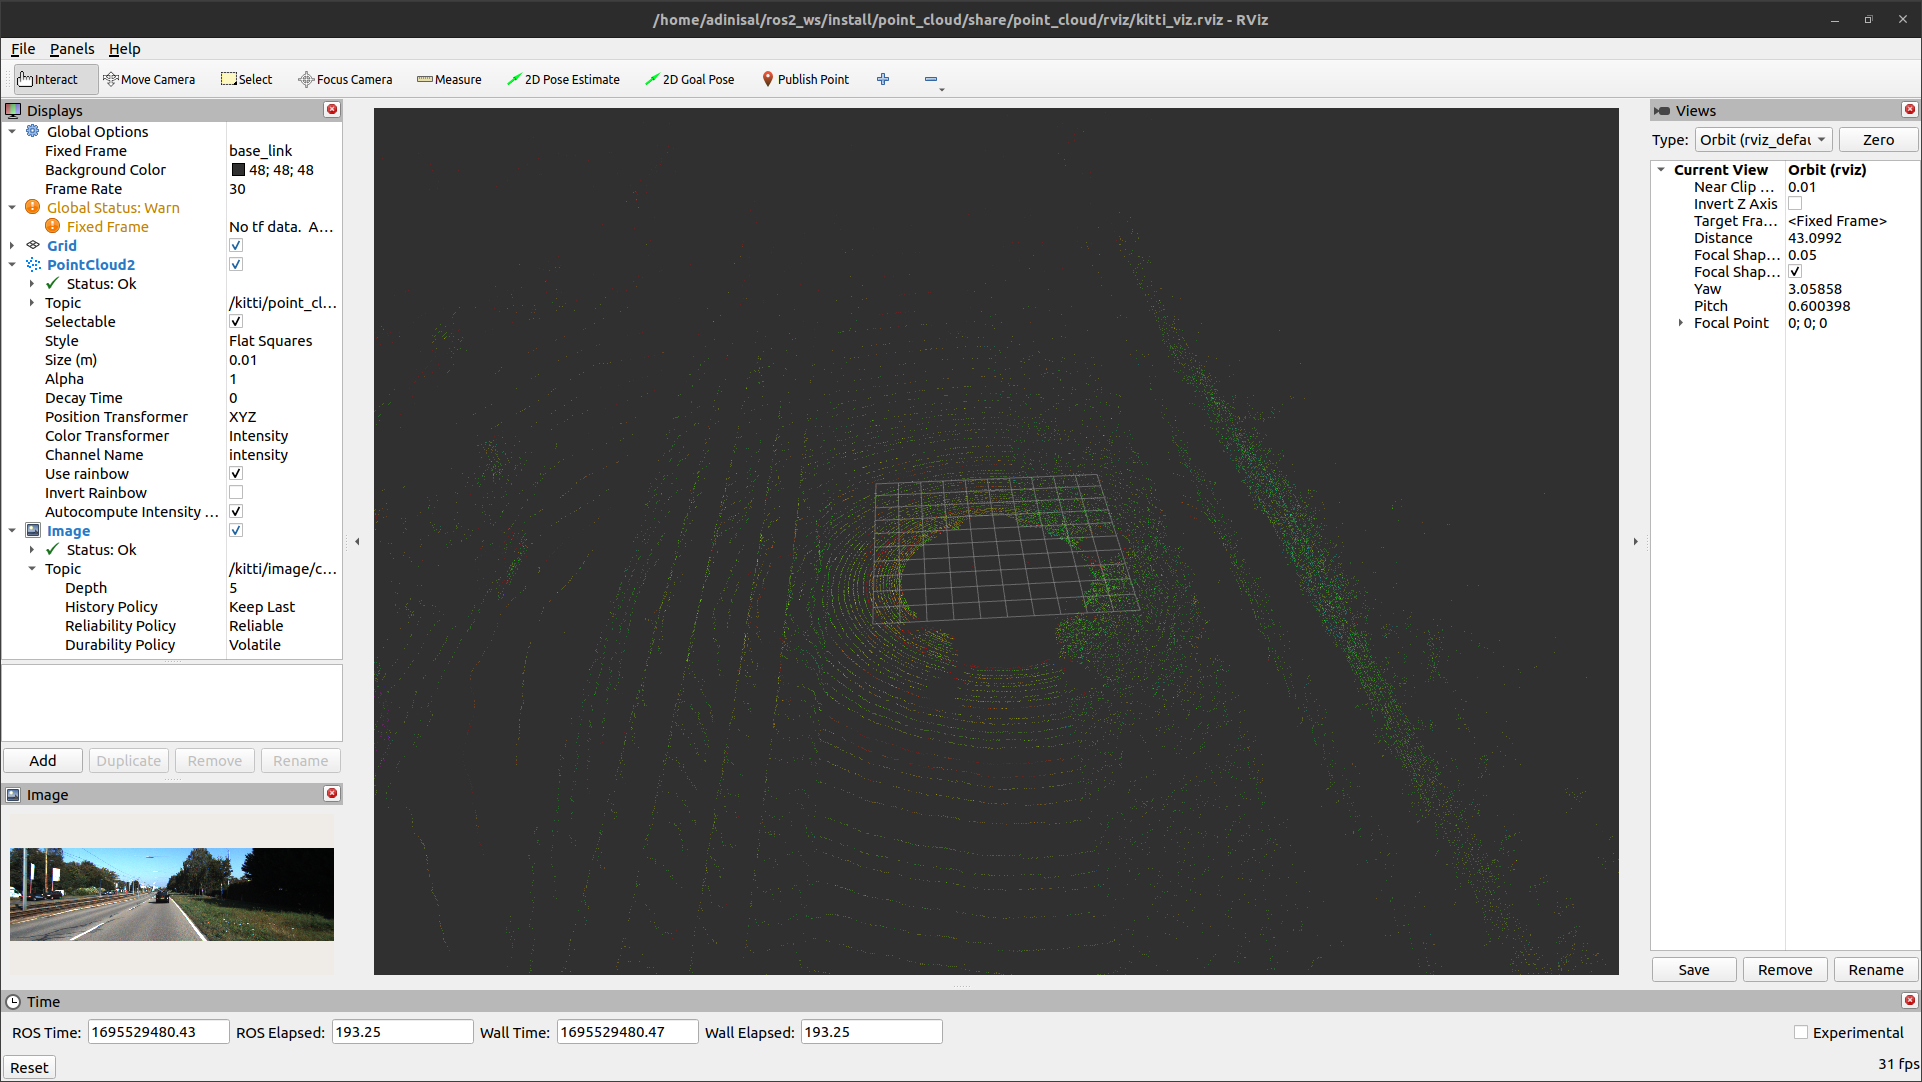 /home/adinisal/ros2_ws/install/point_cloud/share/point_cloud/rviz/kitti_viz.rviz - RViz
File Panels Help
Interact Move Camera Select Focus Camera Measure 2D Pose Estimate 2D Goal Pose Publish Point
Displays
Global Options
Fixed Frame base_link
Background Color 48; 48; 48
Frame Rate 30
Global Status: Warn
Fixed Frame No tf data. A...
Grid
PointCloud2
Status: Ok
Topic /kitti/point_cl...
Selectable
Style Flat Squares
Size (m) 0.01
Alpha 1
Decay Time 0
Position Transformer XYZ
Color Transformer Intensity
Channel Name intensity
Use rainbow
Invert Rainbow
Autocompute Intensity ...
Image
Status: Ok
Topic /kitti/image/c...
Depth 5
History Policy Keep Last
Reliability Policy Reliable
Durability Policy Volatile
Add Duplicate Remove Rename
Image
Views
Type: Orbit (rviz_defau Zero
Current View Orbit (rviz)
Near Clip ... 0.01
Invert Z Axis
Target Fra... <Fixed Frame>
Distance 43.0992
Focal Shap... 0.05
Focal Shap...
Yaw 3.05858
Pitch 0.600398
Focal Point 0; 0; 0
Save Remove Rename
Time
ROS Time: 1695529480.43 ROS Elapsed: 193.25 Wall Time: 1695529480.47 Wall Elapsed: 193.25 Experimental
Reset 31 fps